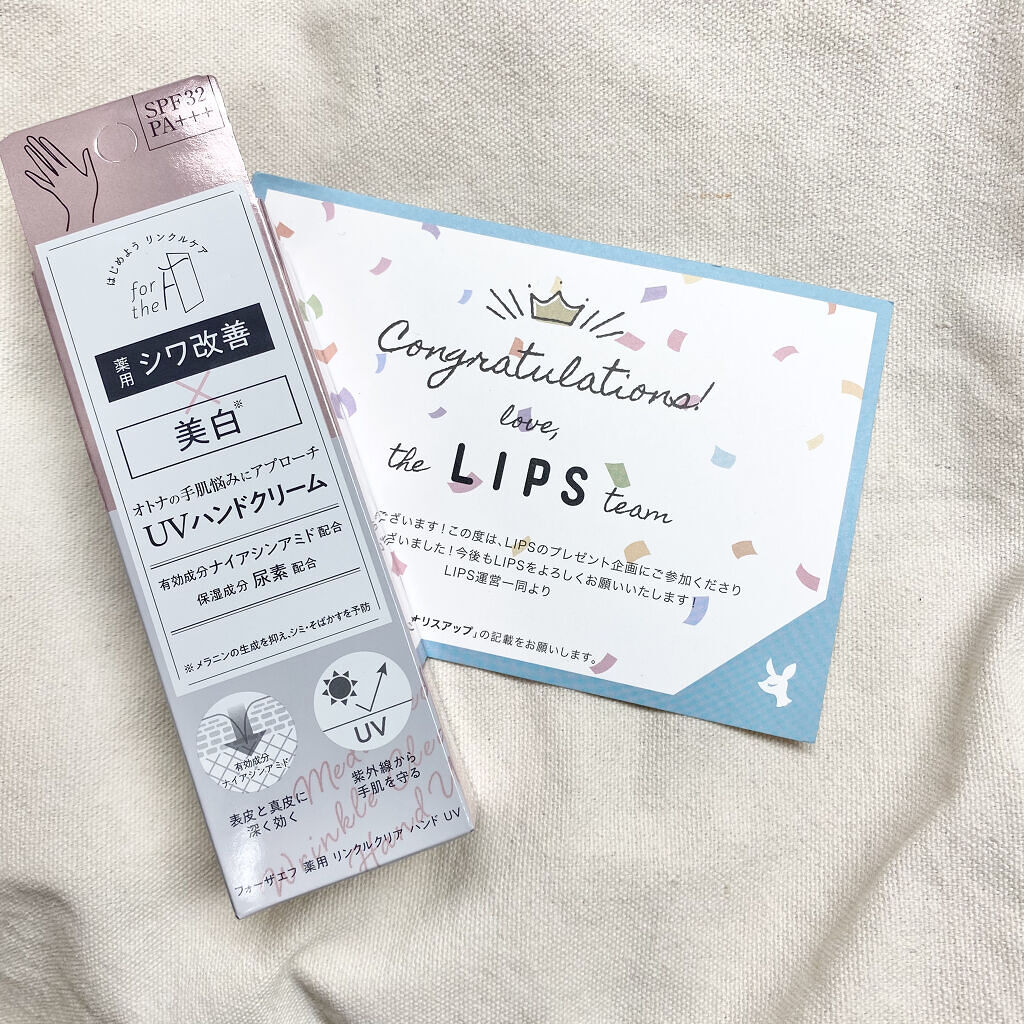 SPF32
PA+++
はじめよう リンクルケア
for
the
薬用 シワ改善
×
美白※
オトナの手肌悩みにアプローチ
UVハンドクリーム
有効成分 ナイアシンアミド 配合
保湿成分 尿素 配合
※メラニンの生成を抑え、シミ・そばかすを予防
有効成分
ナイアシンアミド
表皮と真皮に
深く効く
UV
紫外線から
手肌を守る
Wrinkle Cle
Hand U
フォーザエフ 薬用 リンクルクリア ハンド UV
Congratulations!
love,
the LIPS team
ございます！この度は、LIPSのプレゼント企画にご参加くださり
ざいました！今後もLIPSをよろしくお願いいたします！
LIPS運営一同より
リスアップ」の記載をお願いします。